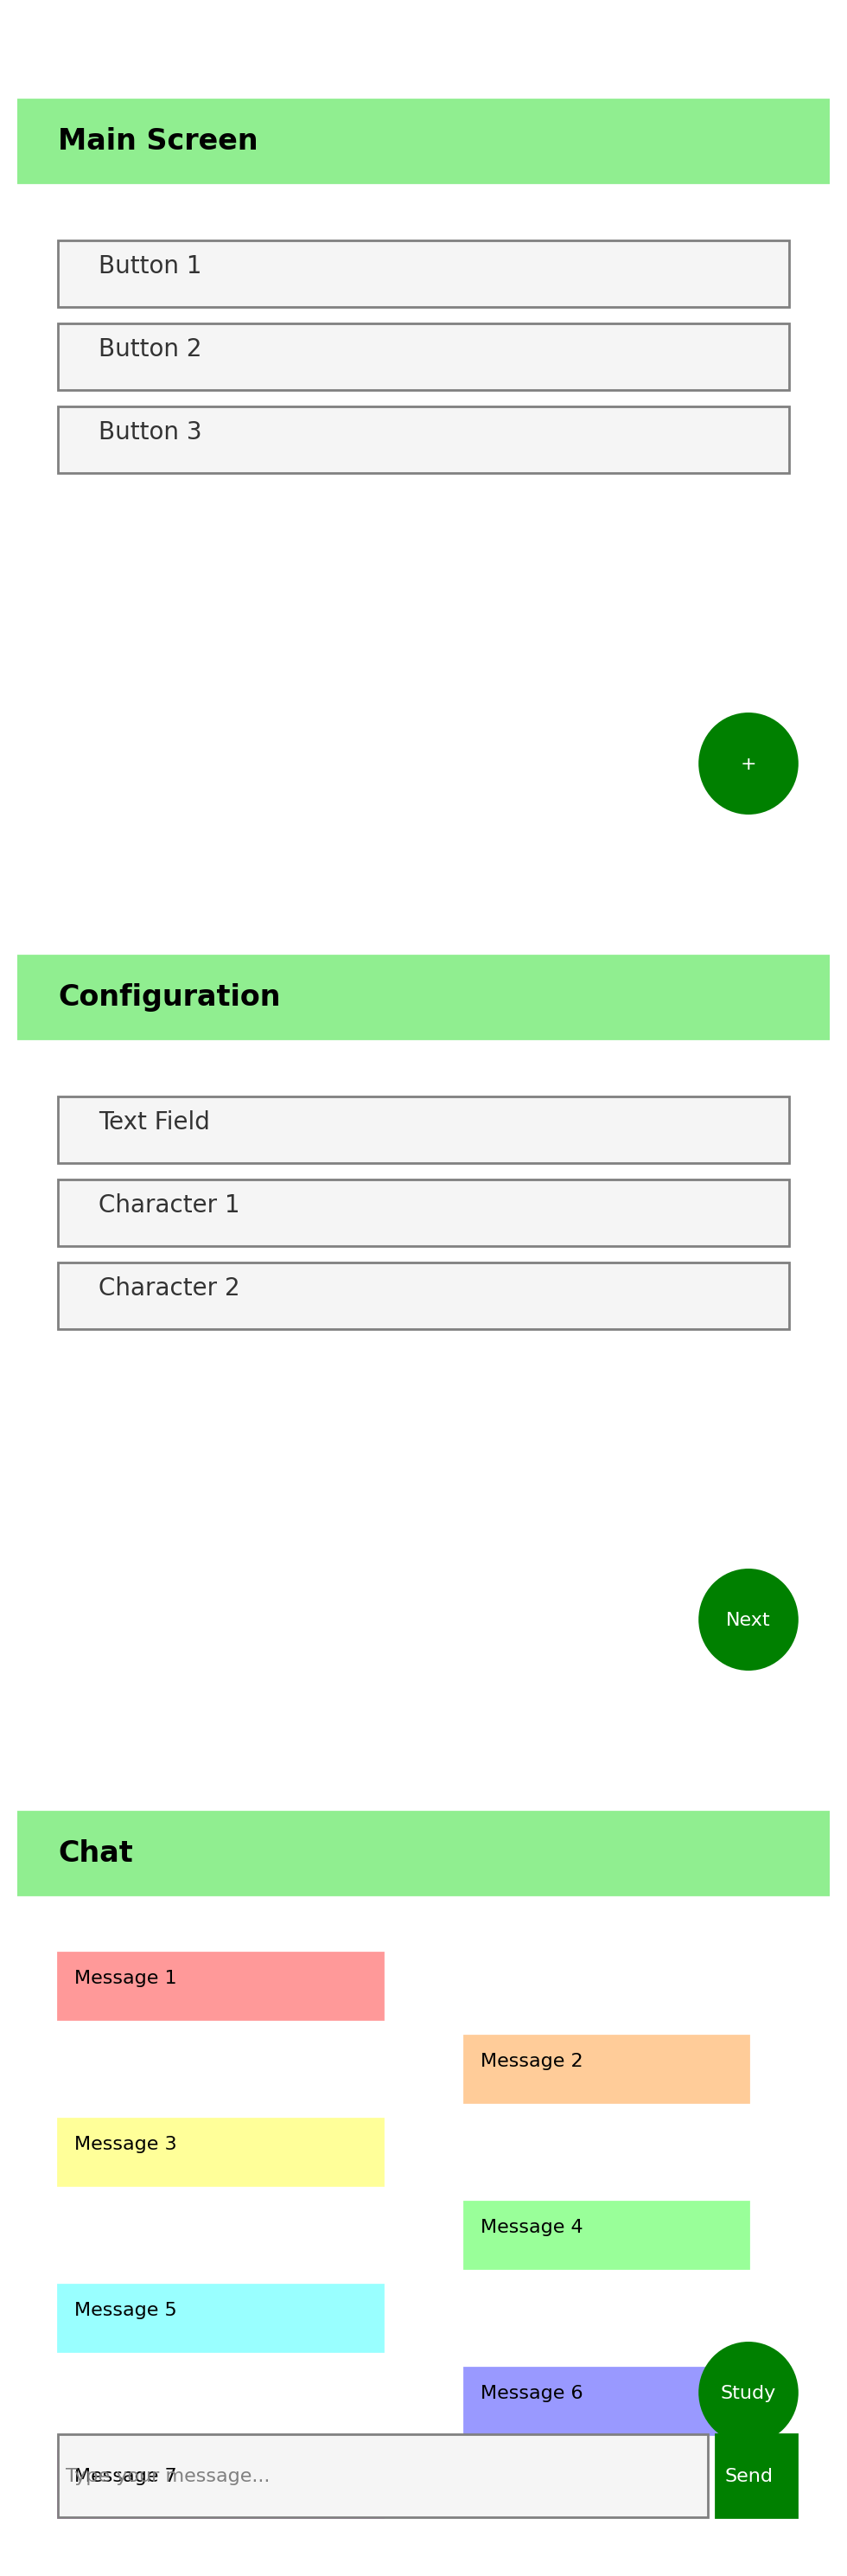 Main Screen
Button 1
Button 2
Button 3
+
Configuration
Text Field
Character 1
Character 2
Next
Chat
Message 1
Message 2
Message 3
Message 4
Message 5
Message 6
Study
Message 7
Type your message...
Send